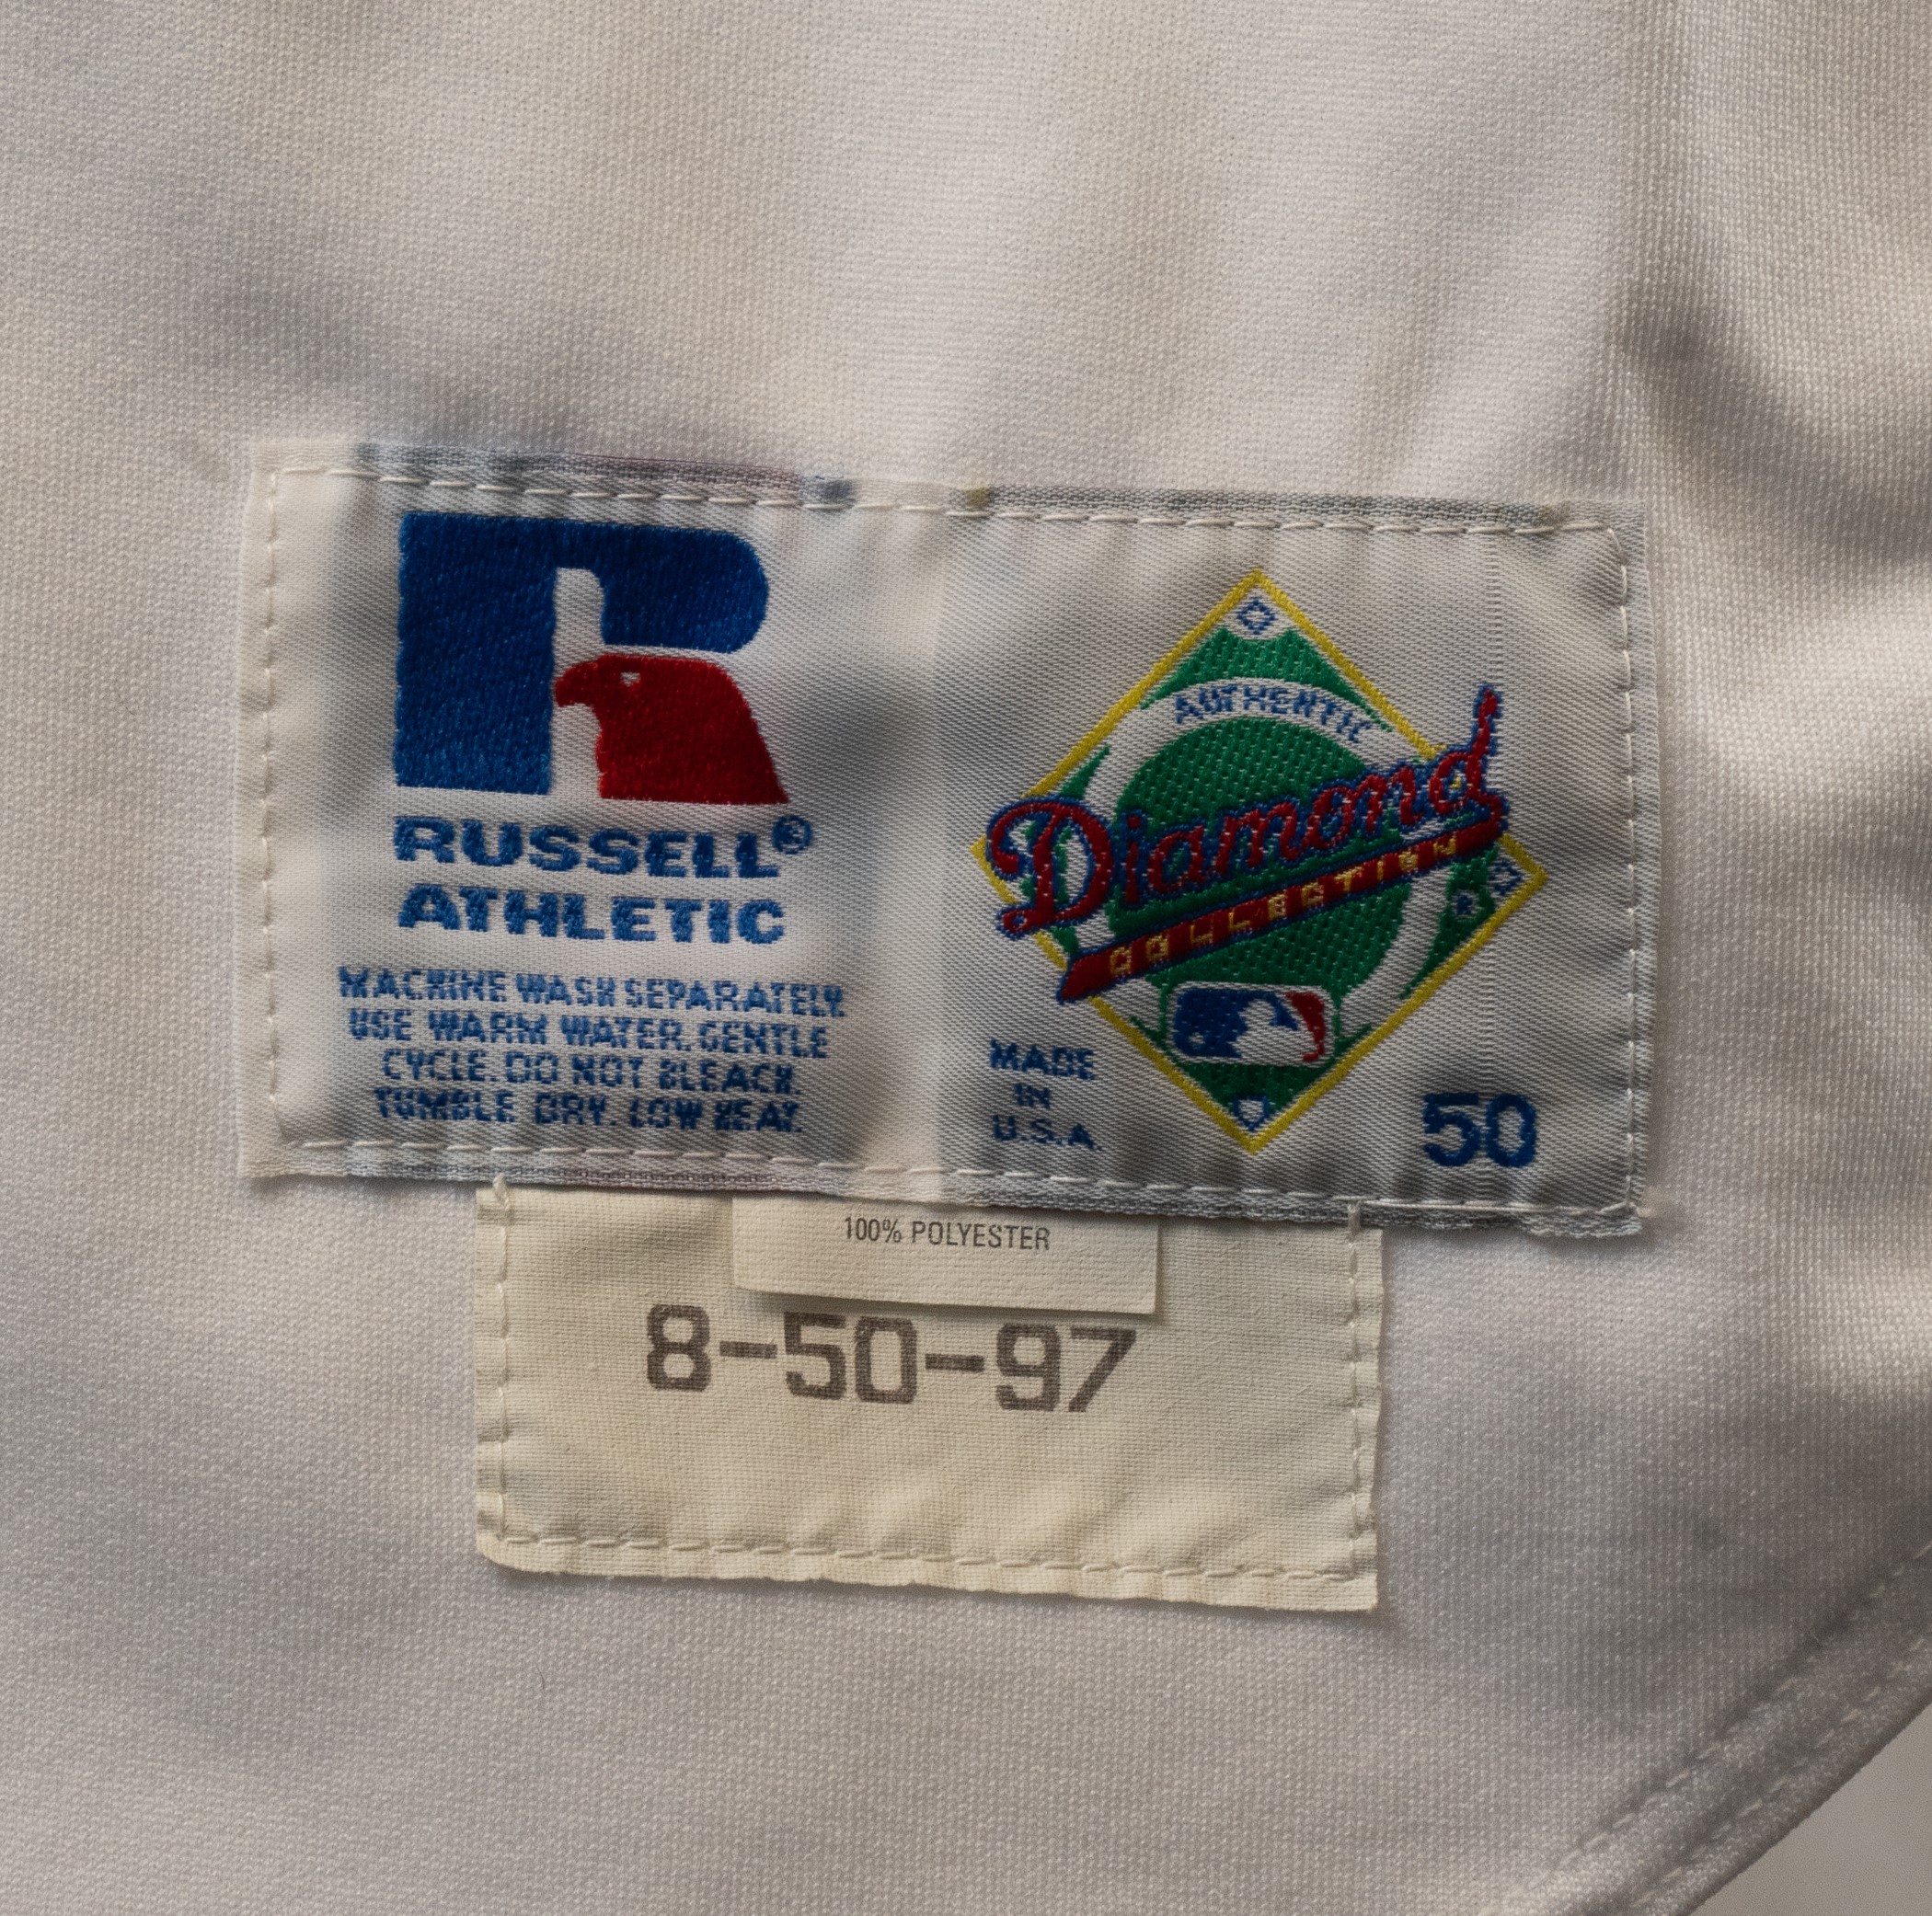 RUSSELL®
ATHLETIC
MACHINE WASH SEPARATELY.
USE WARM WATER. GENTLE
CYCLE. DO NOT BLEACH.
TUMBLE DRY. LOW HEAT.
AUTHENTIC
Diamond
COLLECTION
®
MADE
IN
U.S.A.
50
100% POLYESTER
8-50-97